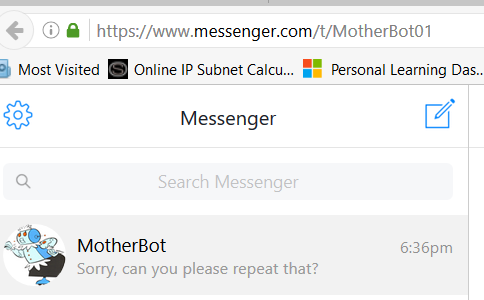 https://www.messenger.com/t/MotherBot01
Most Visited Online IP Subnet Calcu... Personal Learning Das...
Messenger
Search Messenger
MotherBot 6:36pm
Sorry, can you please repeat that?